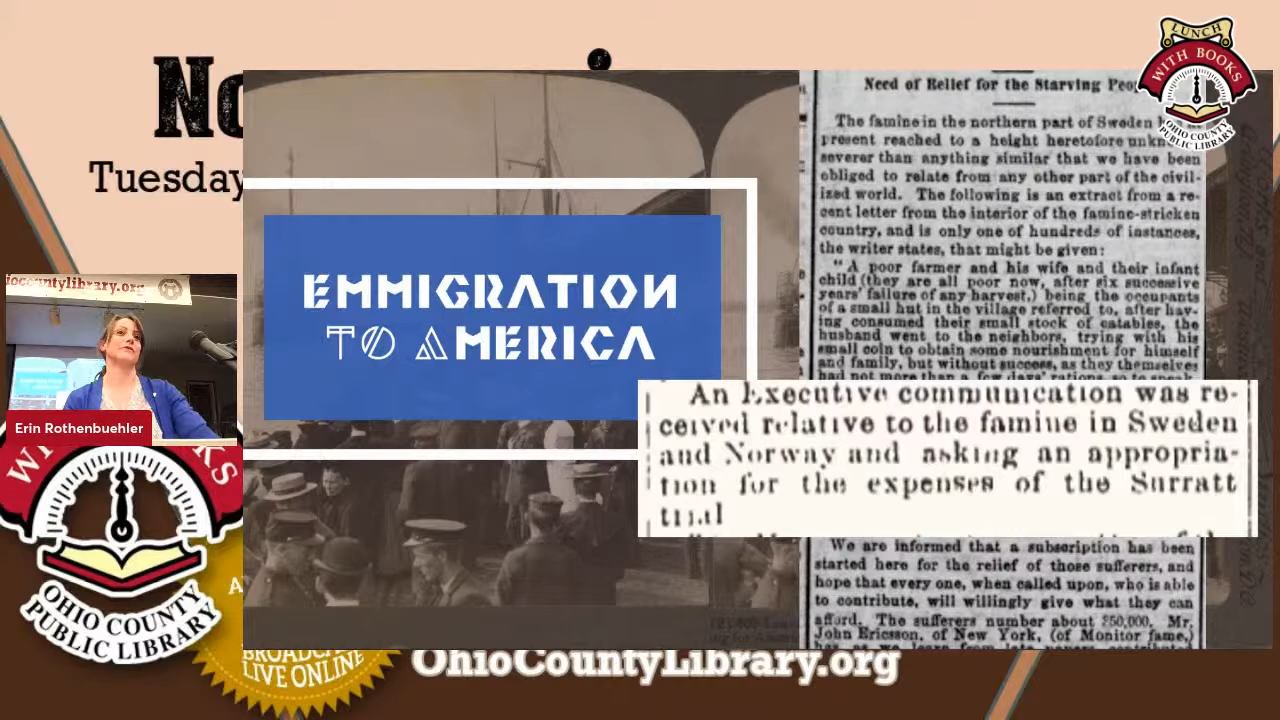 No
Tuesday
LUNCH
WITH BOOKS
OHIO COUNTY
PUBLIC LIBRARY
EMMIGRATION
TO AMERICA
Need of Relief for the Starving
The famine in the northern part of Sweden
present reached to a height heretofore
severer than anything similar that we have been
obliged to relate from any other part of the civil-
ized world. The following is an extract from a re-
cent letter from the interior of the famine-stricken
country, and is only one of hundreds of instances,
the writer states, that might be given:
"A poor farmer and his wife and their infant
child (they are all poor now, after six successive
years' failure of any harvest,) being the occupants
of a small hut in the village referred to, after hav-
ing consumed their small stock of eatables, the
husband went to the neighbors, trying with his
small coin to obtain some nourishment for himself
and family, but without success, as they themselves
had not more than a few days' rations, so to speak
An Executive communication was re-
ceived relative to the famine in Sweden
and Norway and asking an appropria-
tion for the expenses of the Surratt
trial
We are informed that a subscription has been
started here for the relief of those sufferers, and
hope that every one, when called upon, who is able
to contribute, will willingly give what they can
afford. The sufferers number about 250,000. Mr.
John Ericsson, of New York, (of Monitor fame,)
ocountylibrary.org
Erin Rothenbuehler
WITH BOOKS
OHIO COUNTY
PUBLIC LIBRARY
A
BROADCAST
LIVE ONLINE
OhioCountyLibrary.org